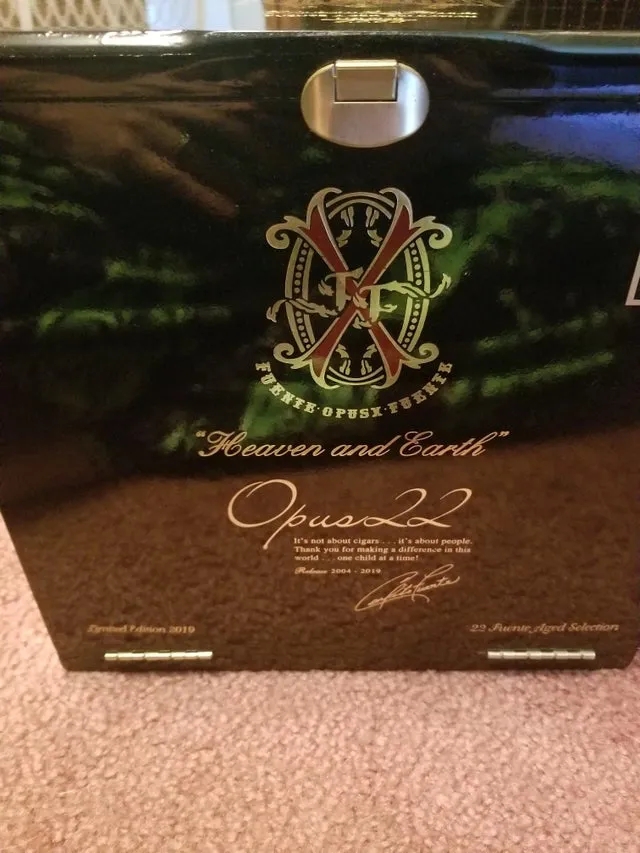 FUENTE·OPUSX·FUENTE
"Heaven and Earth"
Opus22
It's not about cigars . . . it's about people.
Thank you for making a difference in this
world . . . one child at a time!
Release 2004 - 2019
Limited Edition 2019
22 Fuente Aged Selection